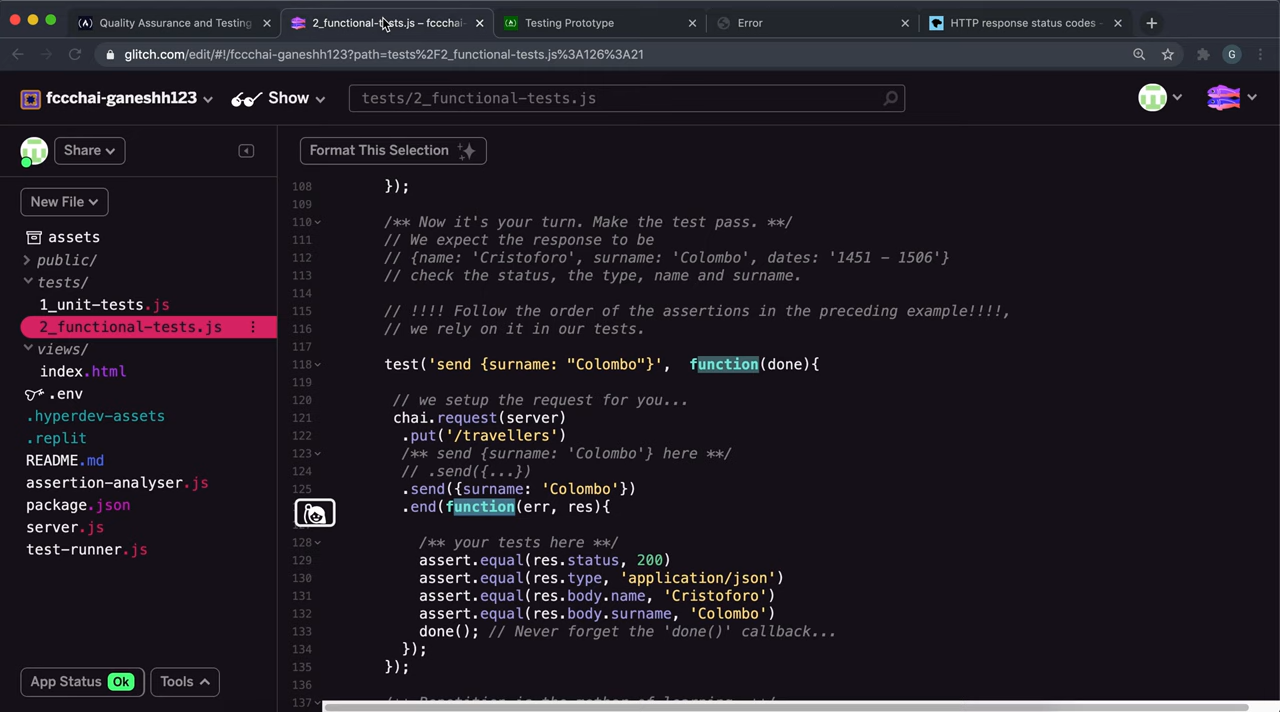 Quality Assurance and Testing
2_functional-tests.js – fccchai-
Testing Prototype
Error
HTTP response status codes -
glitch.com/edit/#!/fccchai-ganeshh123?path=tests%2F2_functional-tests.js%3A126%3A21
G
fccchai-ganeshh123
Show
tests/2_functional-tests.js
Share
Format This Selection
New File
assets
public/
tests/
1_unit-tests.js
2_functional-tests.js
views/
index.html
.env
.hyperdev-assets
.replit
README.md
assertion-analyser.js
package.json
server.js
test-runner.js
App Status Ok
Tools
108 });
109
110 /** Now it's your turn. Make the test pass. **/
111 // We expect the response to be
112 // {name: 'Cristoforo', surname: 'Colombo', dates: '1451 - 1506'}
113 // check the status, the type, name and surname.
114
115 // !!!! Follow the order of the assertions in the preceding example!!!!,
116 // we rely on it in our tests.
117
118 test('send {surname: "Colombo"}', function(done){
119
120 // we setup the request for you...
121 chai.request(server)
122 .put('/travellers')
123 /** send {surname: 'Colombo'} here **/
124 // .send({...})
125 .send({surname: 'Colombo'})
.end(function(err, res){
128 /** your tests here **/
129 assert.equal(res.status, 200)
130 assert.equal(res.type, 'application/json')
131 assert.equal(res.body.name, 'Cristoforo')
132 assert.equal(res.body.surname, 'Colombo')
133 done(); // Never forget the 'done()' callback...
134 });
135 });
136
137 /** Repetition is the mother of learning. **/